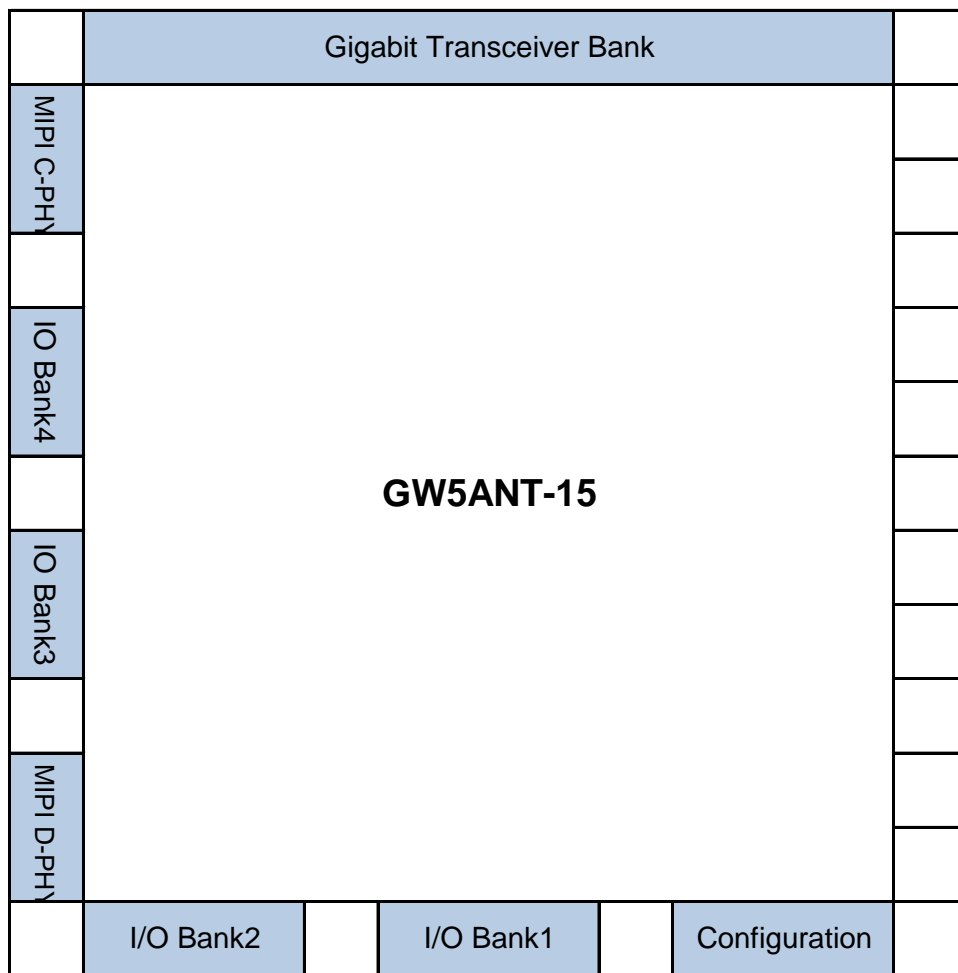 Gigabit Transceiver Bank
MIPI C-PHY
IO Bank4
GW5ANT-15
IO Bank3
MIPI D-PHY
I/O Bank2
I/O Bank1
Configuration